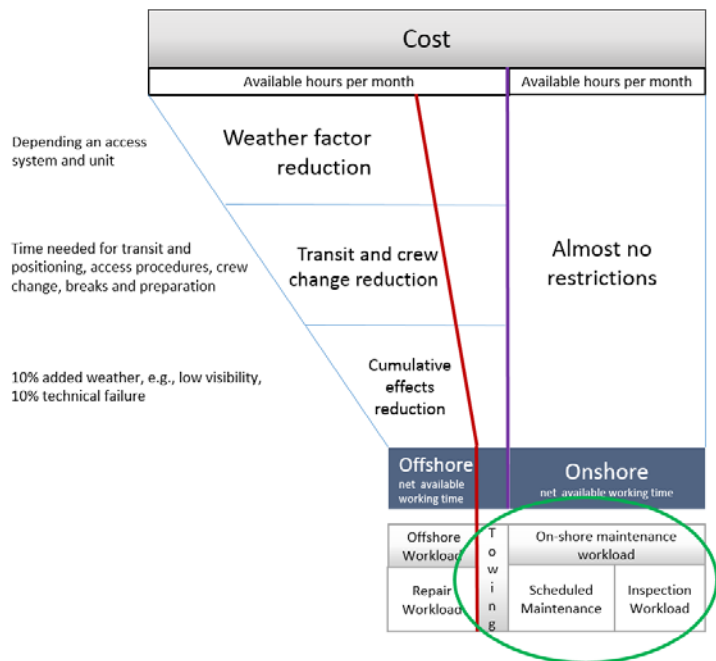 Cost
Available hours per month
Available hours per month
Depending an access
system and unit
Weather factor
reduction
Time needed for transit and
positioning, access procedures, crew
change, breaks and preparation
Transit and crew
change reduction
Almost no
restrictions
10% added weather, e.g., low visibility,
10% technical failure
Cumulative
effects
reduction
Offshore
net available
working time
Onshore
net available working time
Offshore
Workload
Towing
On-shore maintenance
workload
Repair
Workload
Scheduled
Maintenance
Inspection
Workload